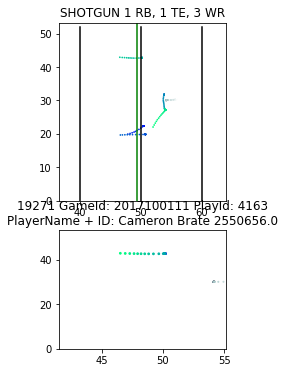 SHOTGUN 1 RB, 1 TE, 3 WR
50
40
30
20
10
0
40 50 60
19271 GameId: 2017100111 PlayId: 4163
PlayerName + ID: Cameron Brate 2550656.0
40
20
0
45 50 55